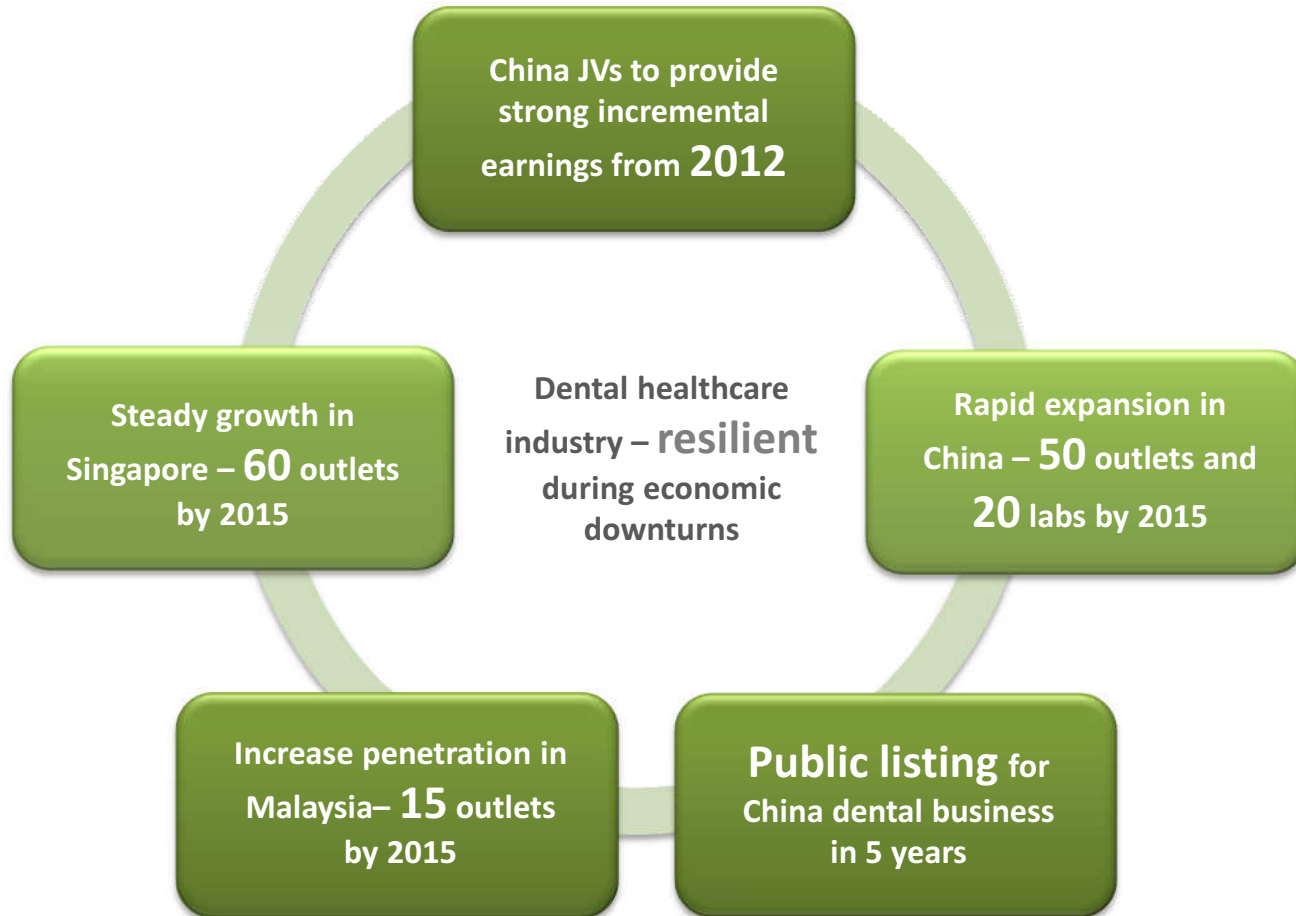 China JVs to provide
strong incremental
earnings from 2012
Rapid expansion in
China – 50 outlets and
20 labs by 2015
Public listing for
China dental business
in 5 years
Increase penetration in
Malaysia– 15 outlets
by 2015
Steady growth in
Singapore – 60 outlets
by 2015
Dental healthcare
industry – resilient
during economic
downturns